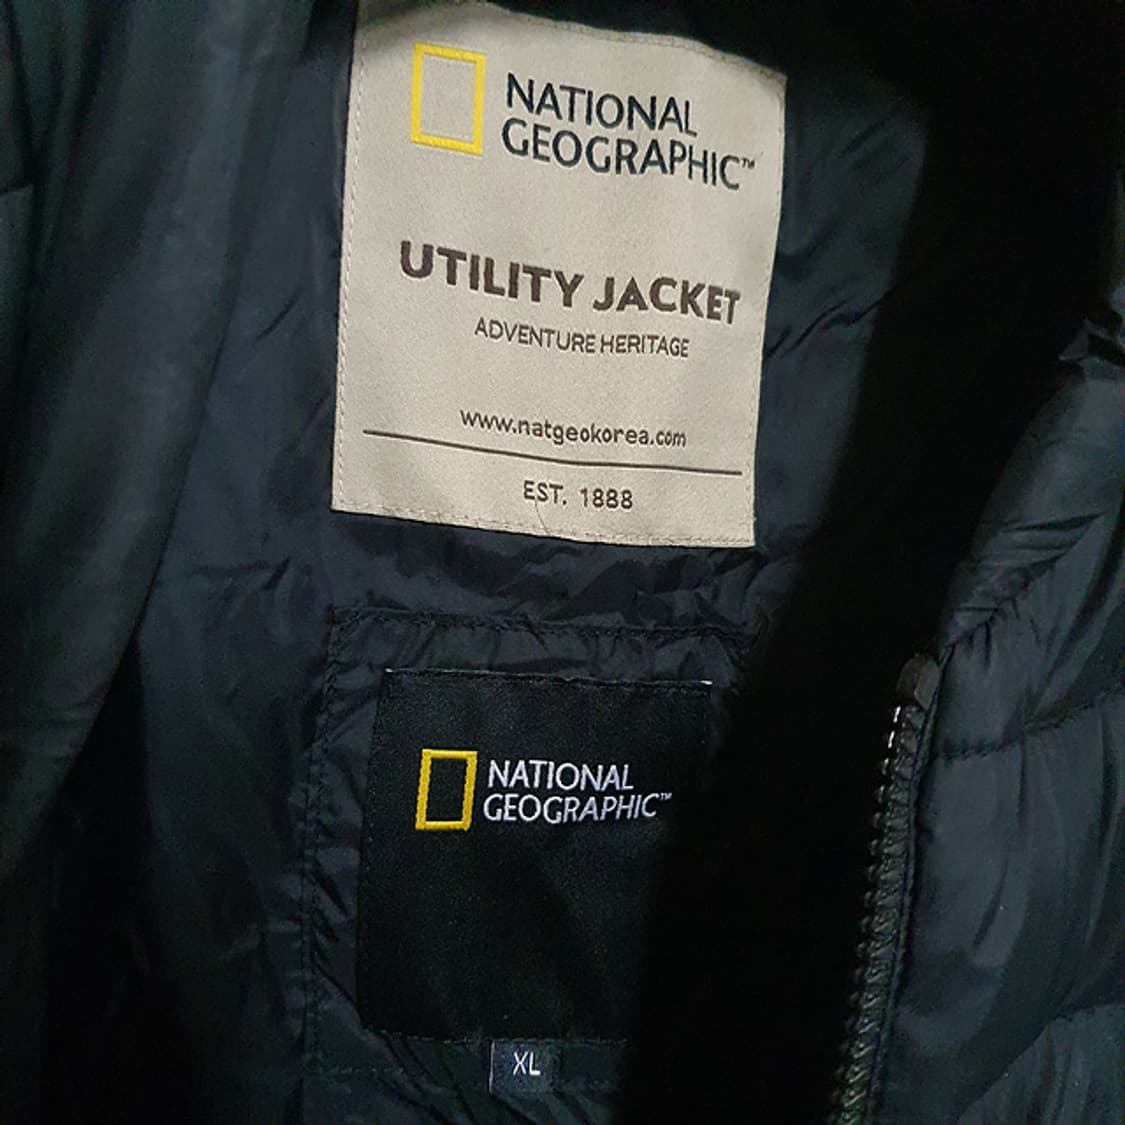 NATIONAL
GEOGRAPHIC™
UTILITY JACKET
ADVENTURE HERITAGE
www.natgeokorea.com
EST. 1888
NATIONAL
GEOGRAPHIC™
XL